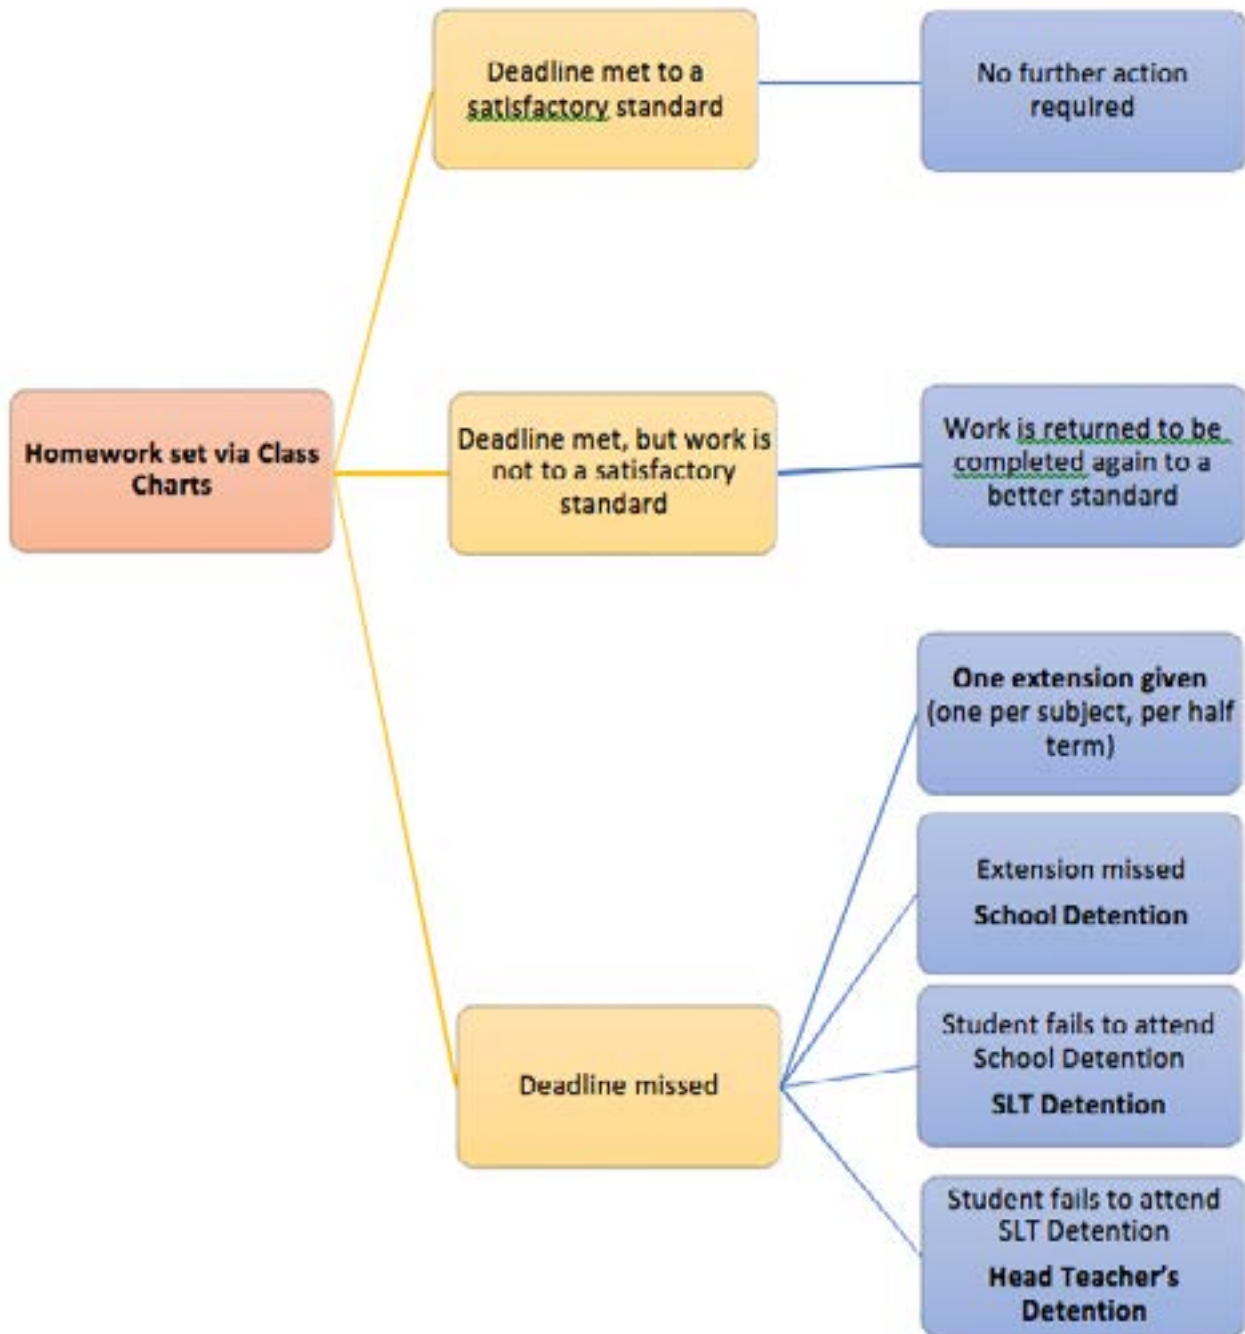 Deadline met to a
satisfactory standard
No further action
required
Homework set via Class
Charts
Deadline met, but work is
not to a satisfactory
standard
Work is returned to be
completed again to a
better standard
One extension given
(one per subject, per half
term)
Extension missed
School Detention
Deadline missed
Student fails to attend
School Detention
SLT Detention
Student fails to attend
SLT Detention
Head Teacher's
Detention